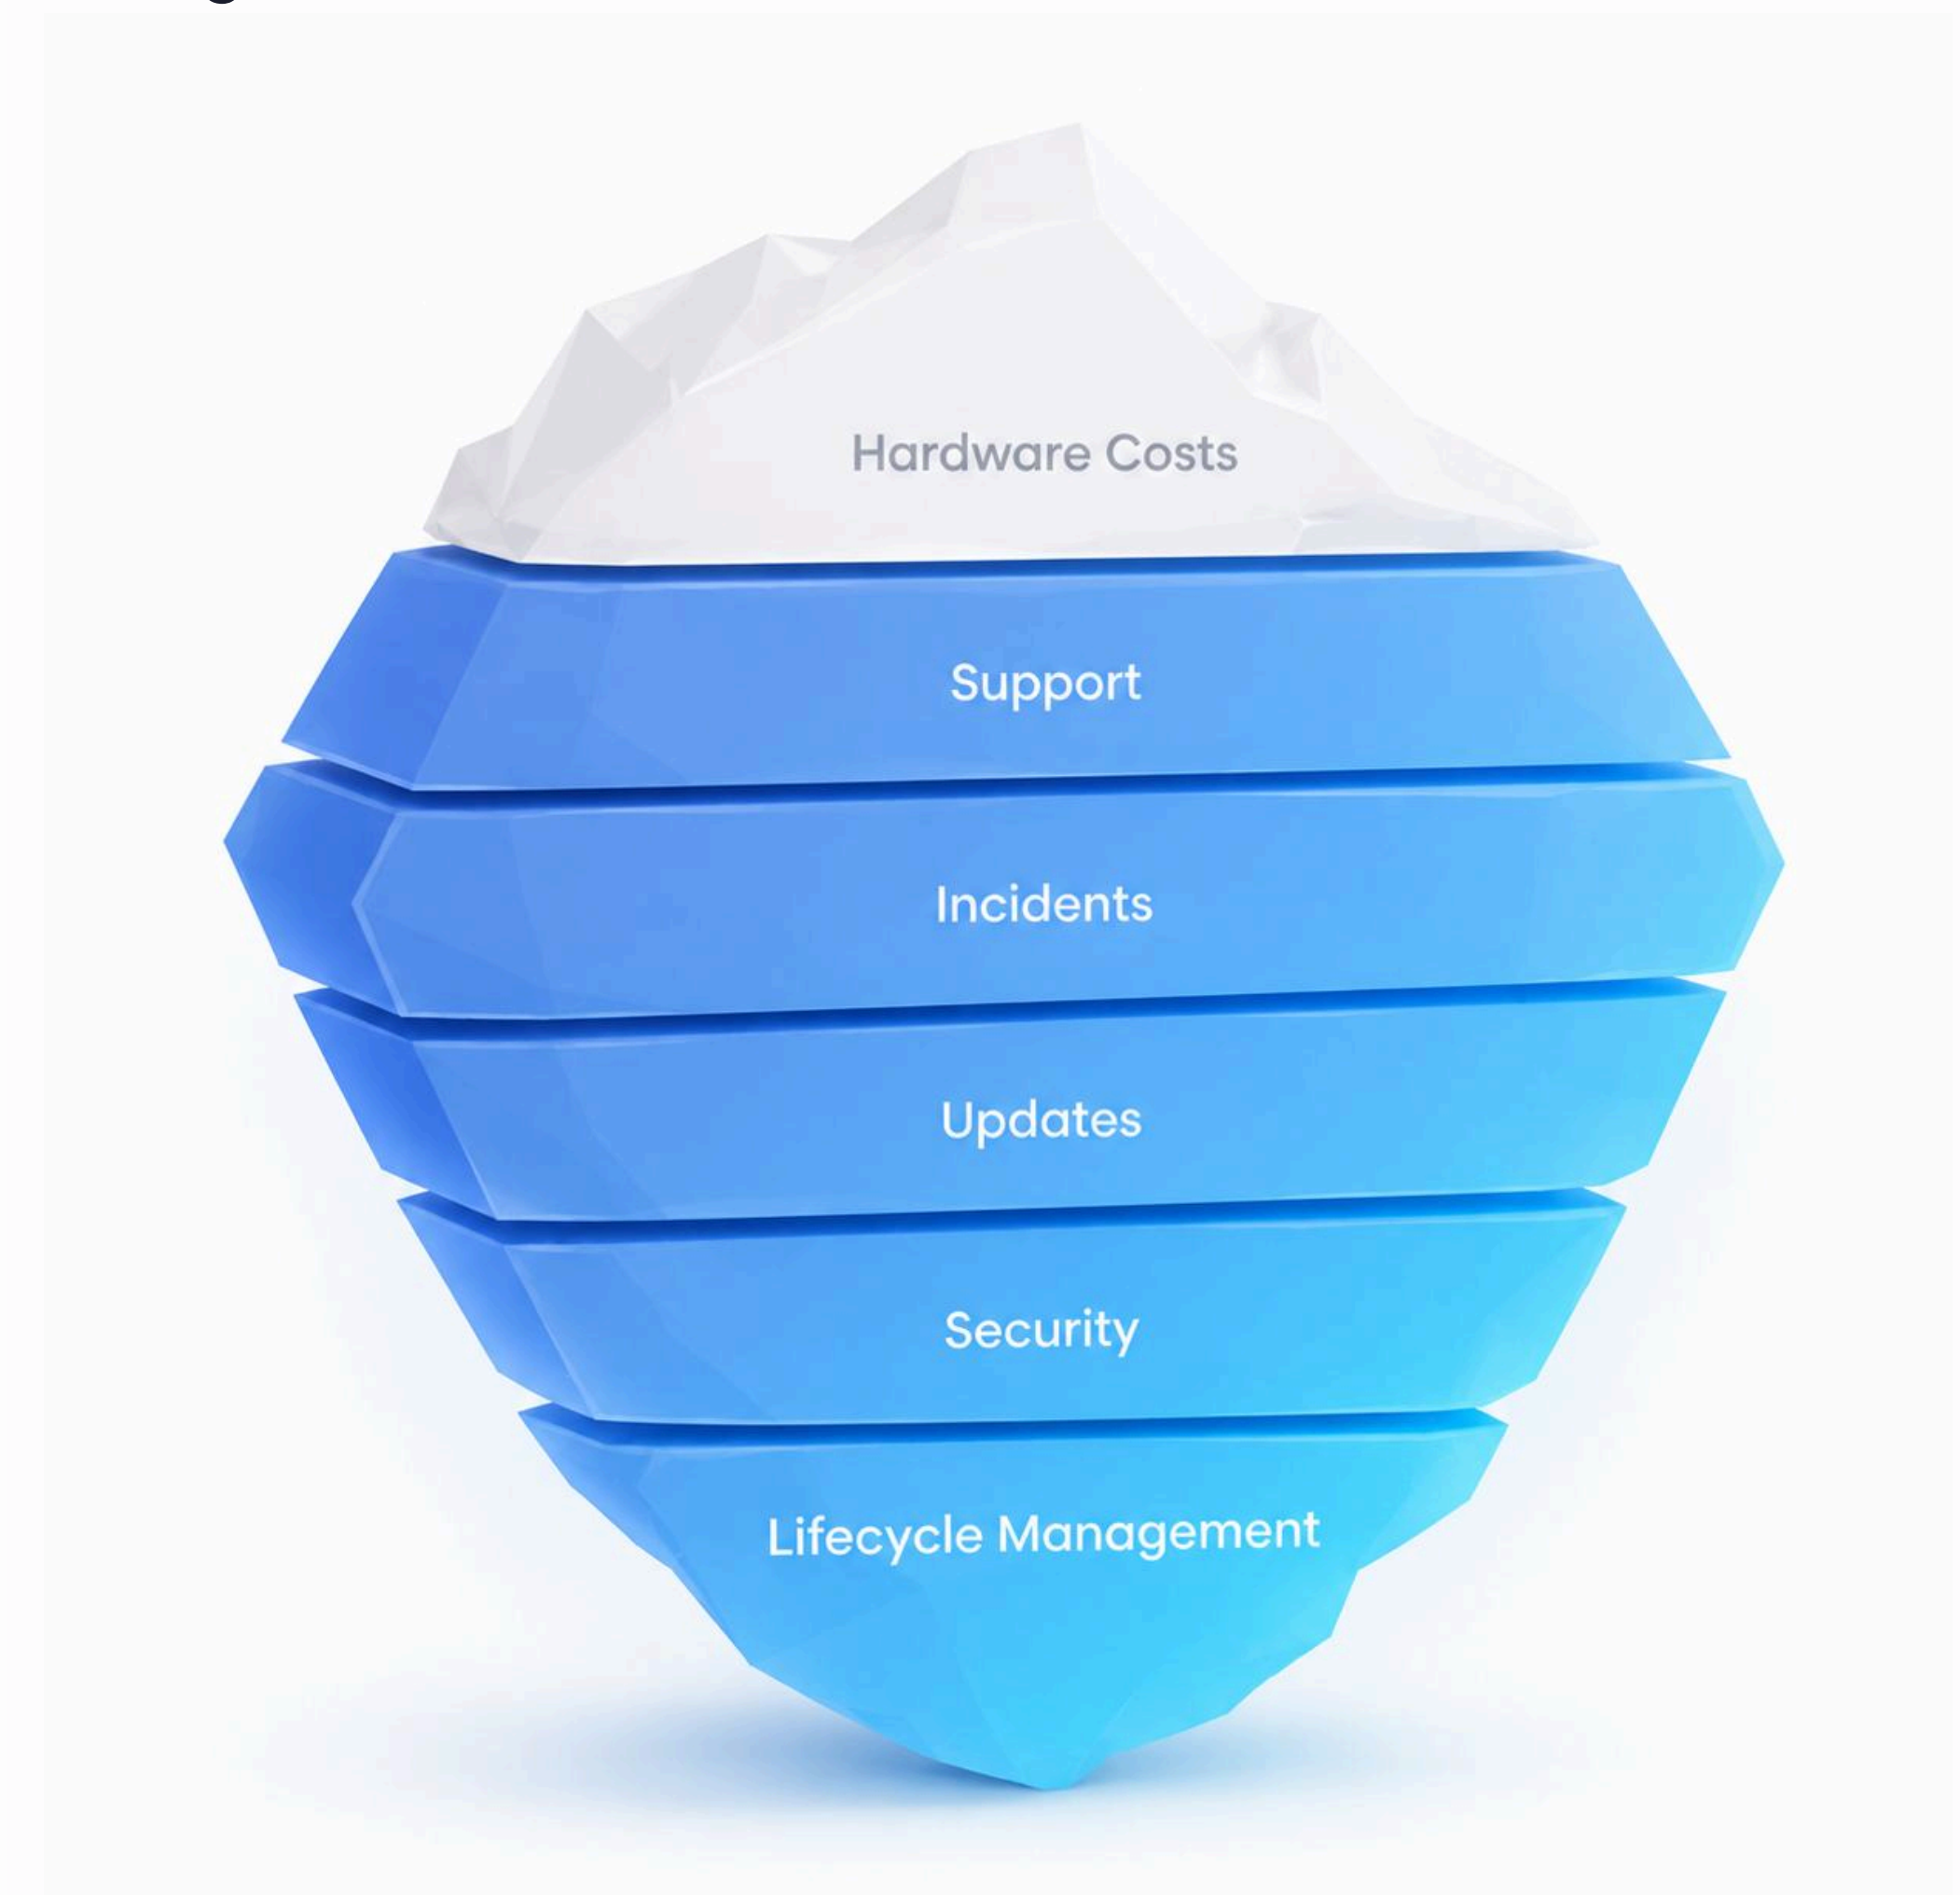 Hardware Costs
Support
Incidents
Updates
Security
Lifecycle Management